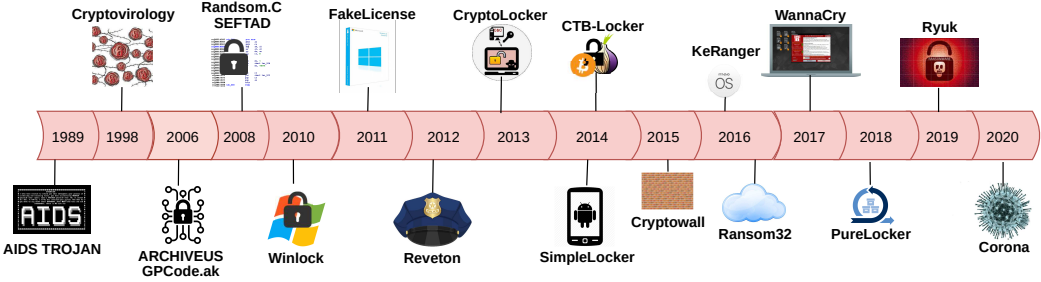 Cryptovirology
Randsom.C
SEFTAD
FakeLicense
CryptoLocker
CTB-Locker
KeRanger
WannaCry
Ryuk
OS
1989
1998
2006
2008
2010
2011
2012
2013
2014
2015
2016
2017
2018
2019
2020
AIDS
AIDS TROJAN
ARCHIVEUS
GPCode.ak
Winlock
Reveton
SimpleLocker
Cryptowall
Ransom32
PureLocker
Corona